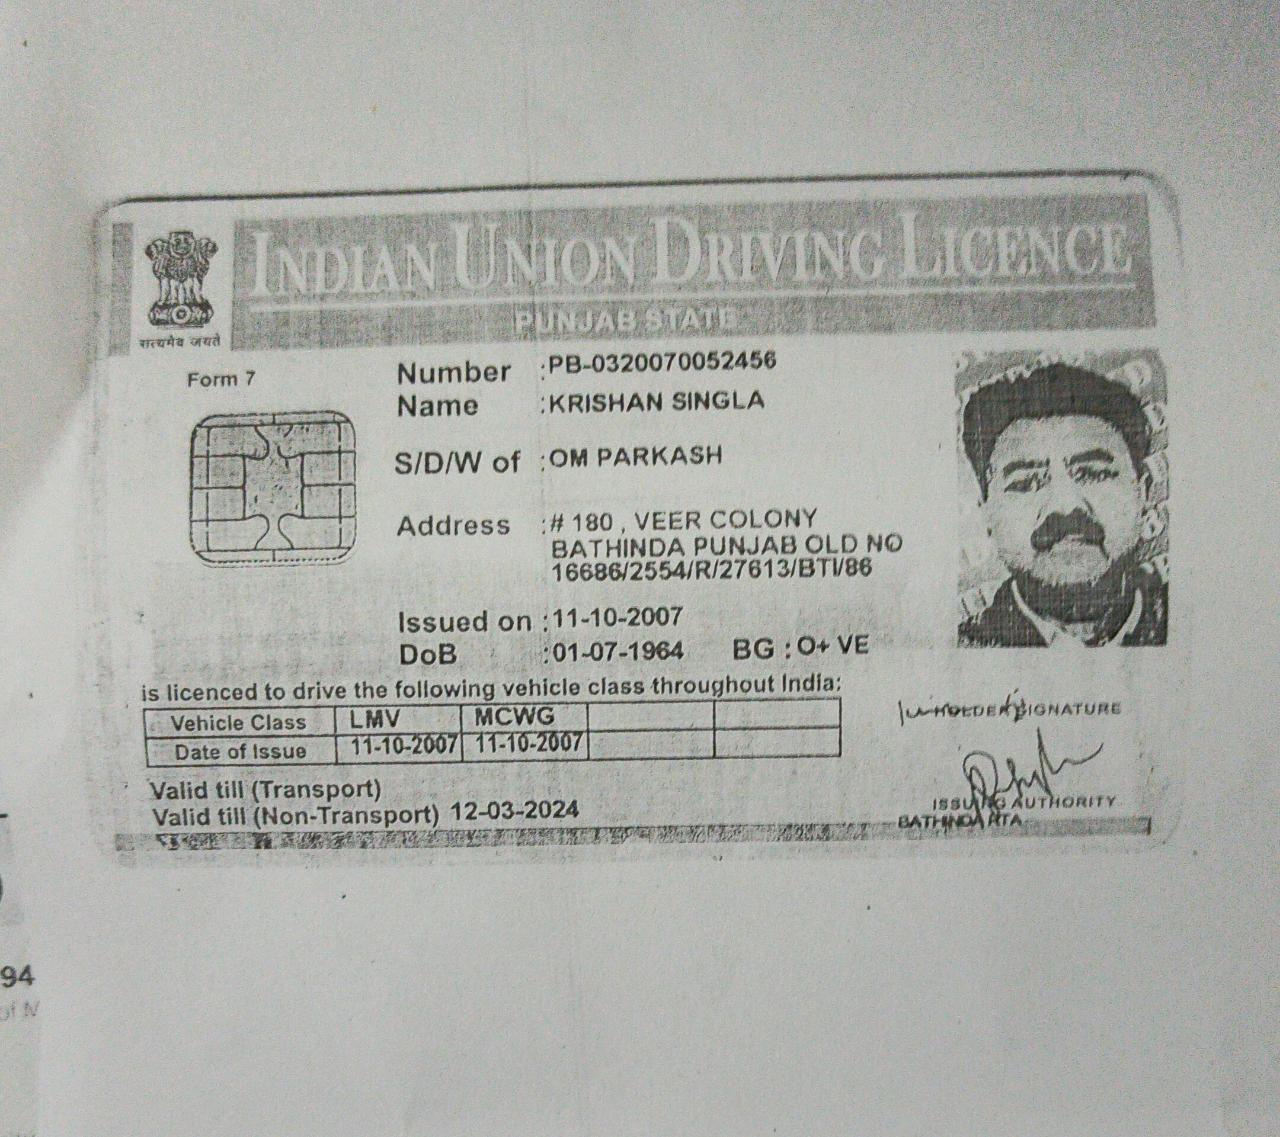 INDIAN UNION DRIVING LICENCE
PUNJAB STATE
सत्यमेव जयते
Form 7
Number :PB-0320070052456
Name :KRISHAN SINGLA
S/D/W of :OM PARKASH
Address :# 180 , VEER COLONY
BATHINDA PUNJAB OLD NO
16686/2554/R/27613/BTI/86
Issued on :11-10-2007
DoB :01-07-1964 BG : O+ VE
is licenced to drive the following vehicle class throughout India:
Vehicle Class LMV MCWG
Date of Issue 11-10-2007 11-10-2007
HOLDER SIGNATURE
Valid till (Transport)
Valid till (Non-Transport) 12-03-2024
ISSUING AUTHORITY
BATHINDA RTA
94
of